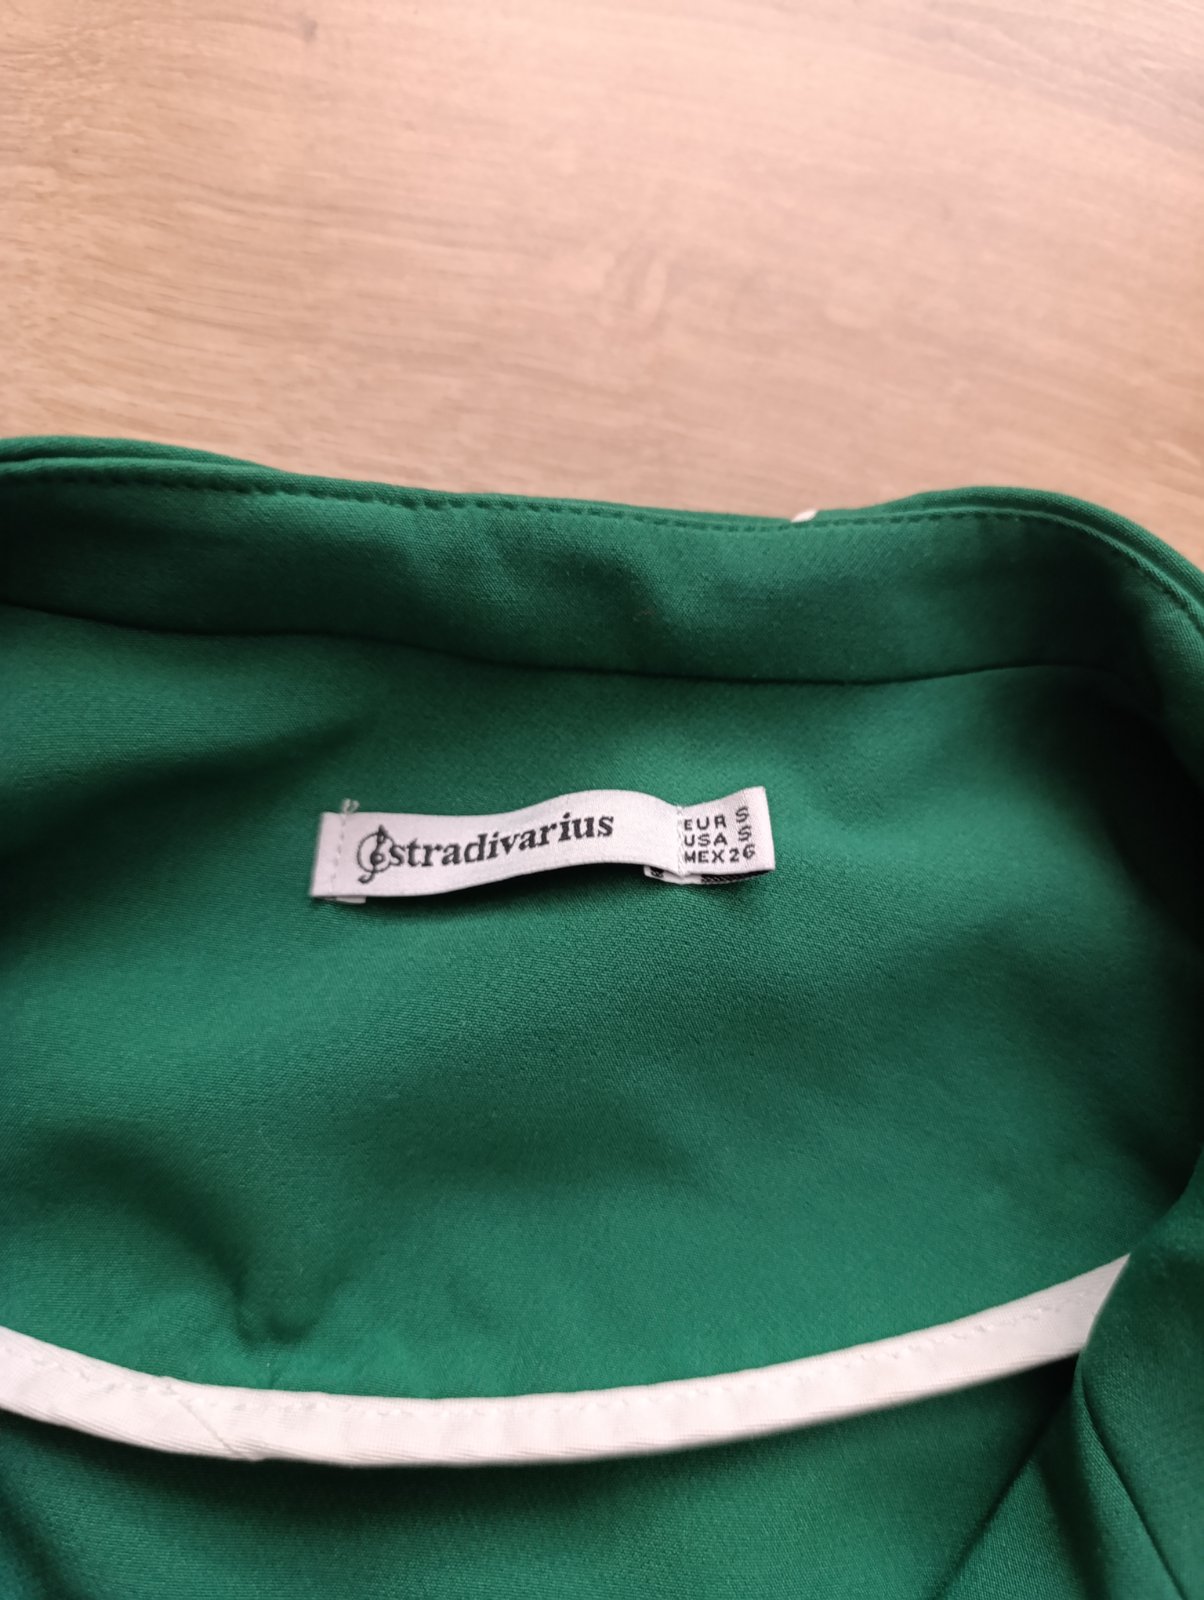 stradivarius
EUR S
USA S
MEX 26